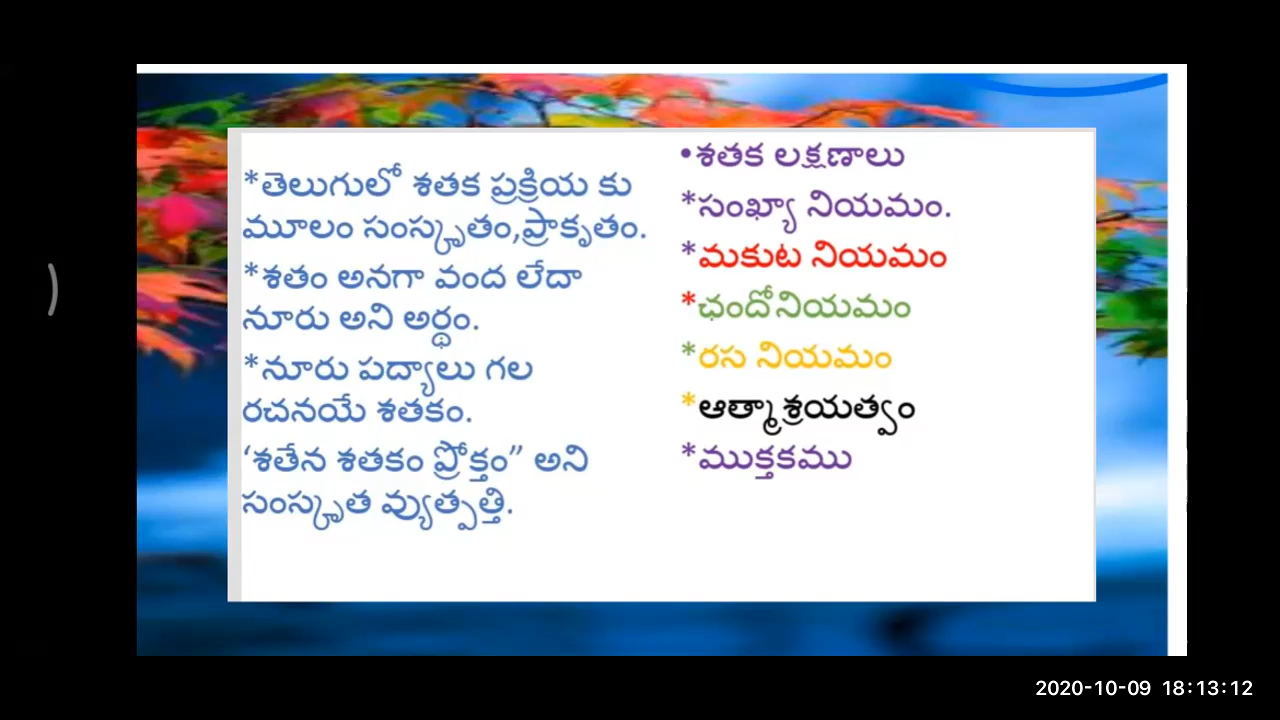 *తెలుగులో శతక ప్రక్రియ కు
మూలం సంస్కృతం,ప్రాకృతం.
*శతం అనగా వంద లేదా
నూరు అని అర్థం.
*నూరు పద్యాలు గల
రచనయే శతకం.
‘శతేన శతకం ప్రోక్తం” అని
సంస్కృత వ్యుత్పత్తి.
•శతక లక్షణాలు
*సంఖ్యా నియమం.
*మకుట నియమం
*ఛందోనియమం
*రస నియమం
*ఆత్మాశ్రయత్వం
*ముక్తకము
2020-10-09 18:13:12